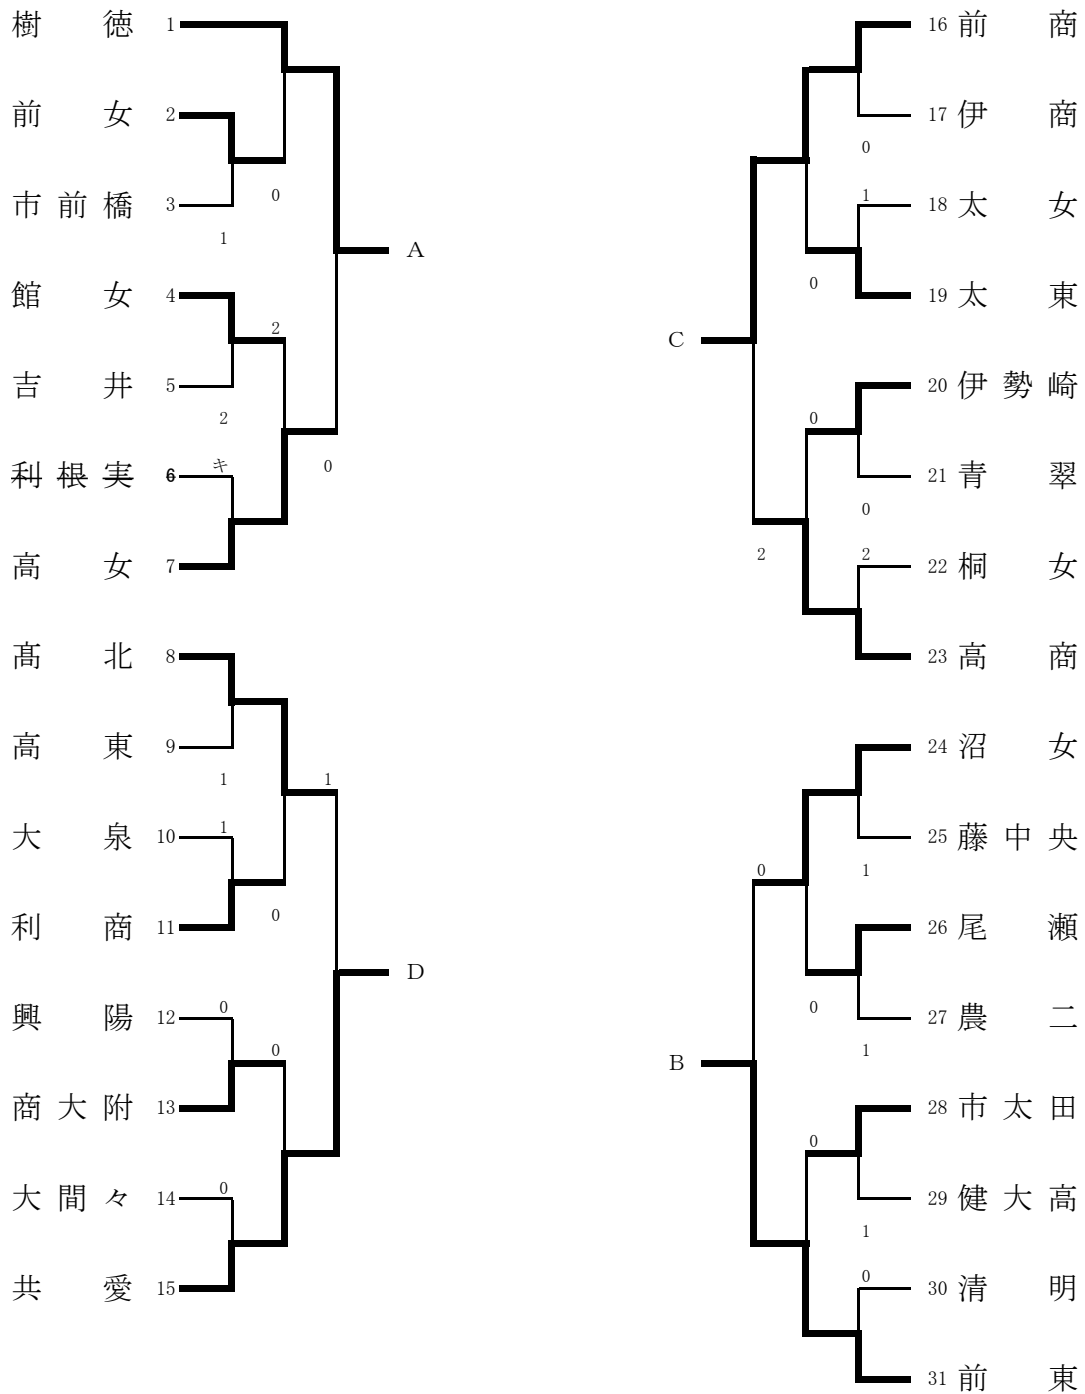 樹徳 1
前女 2
0
市前橋 3
1
A
館女 4
2
吉井 5
2
利根実 6
キ
0
高女 7
髙北 8
高東 9
1
1
大泉 10
1
利商 11
0
D
興陽 12
0
0
商大附 13
大間々 14
0
共愛 15
16 前商
17 伊商
0
1
18 太女
0
19 太東
C
20 伊勢崎
0
21 青翠
0
2
2
22 桐女
23 高商
24 沼女
25 藤中央
0
1
26 尾瀬
0
27 農二
1
B
28 市太田
0
29 健大高
1
0
30 清明
31 前東